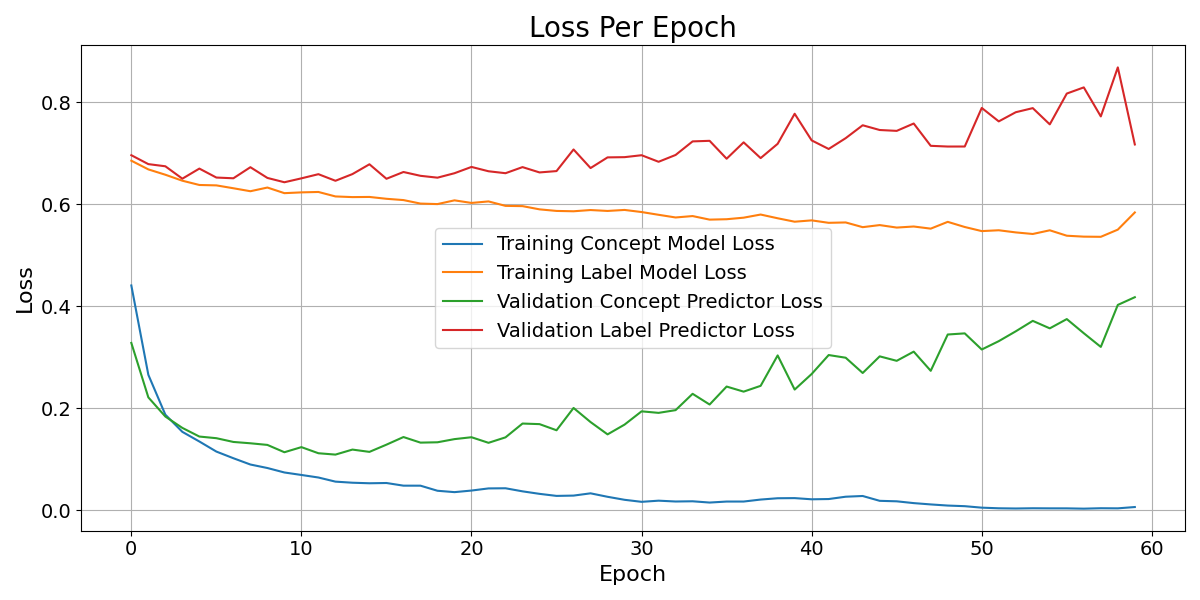 Loss Per Epoch
Loss
0.8
0.6
0.4
0.2
0.0
Training Concept Model Loss
Training Label Model Loss
Validation Concept Predictor Loss
Validation Label Predictor Loss
0 10 20 30 40 50 60
Epoch